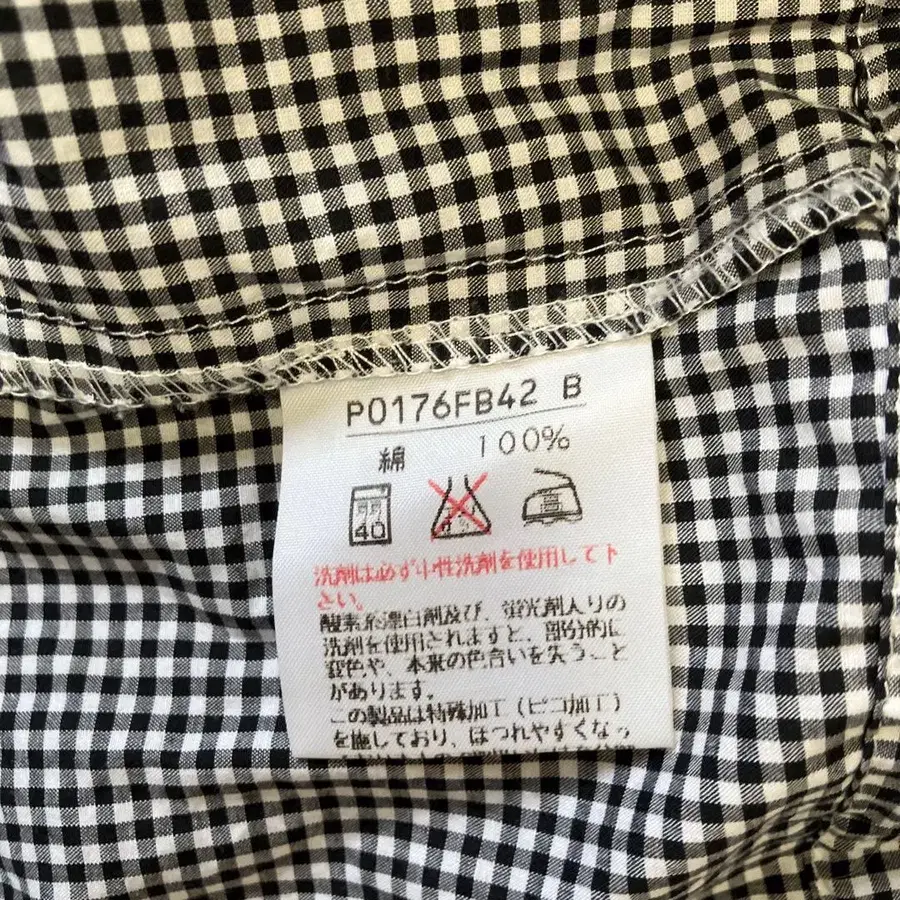 P0176FB42 B
綿 100%
40 高
洗剤は必ず中性洗剤を使用して下
さい。
酸素系漂白剤及び、蛍光剤入りの
洗剤を使用されますと、部分的に
変色や、本来の色合いを失うこと
があります。
この製品は特殊加工(ピコ加工)
を施しており、ほつれやすくなっ